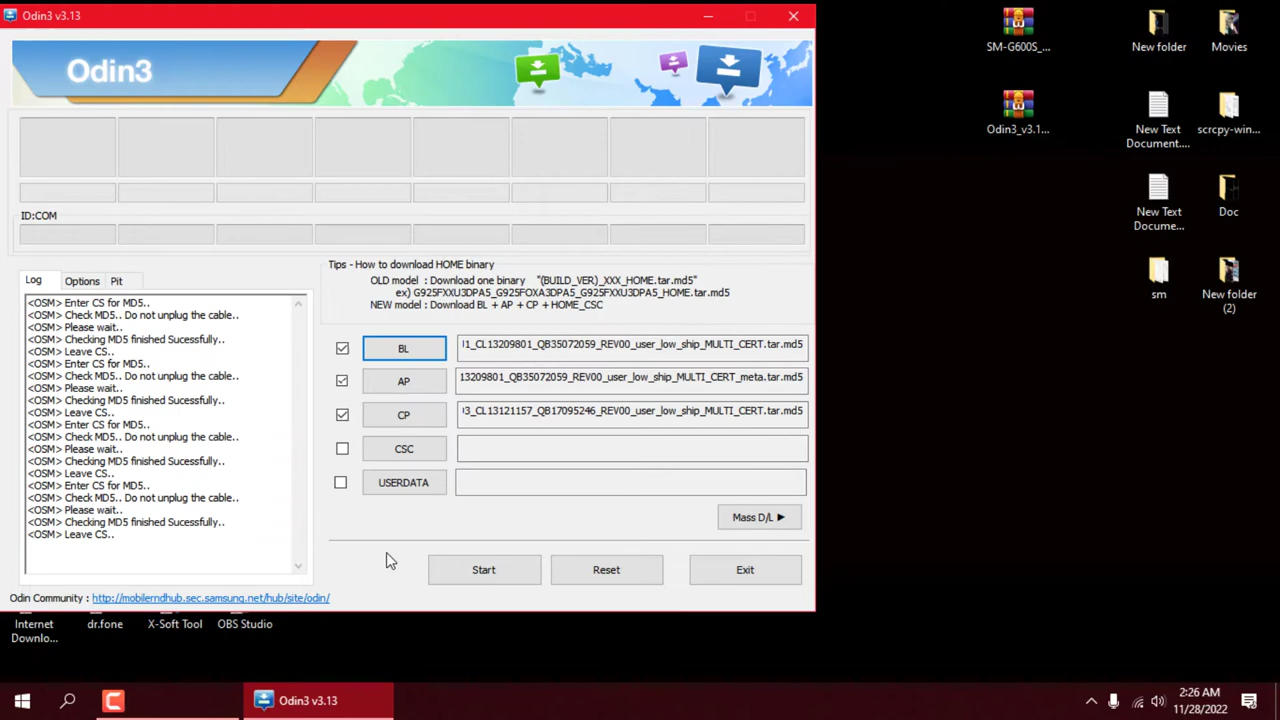 Odin3 v3.13
Odin3
ID:COM
Log
Options
Pit
<OSM> Enter CS for MD5..
<OSM> Check MD5.. Do not unplug the cable..
<OSM> Please wait..
<OSM> Checking MD5 finished Sucessfully..
<OSM> Leave CS..
<OSM> Enter CS for MD5..
<OSM> Check MD5.. Do not unplug the cable..
<OSM> Please wait..
<OSM> Checking MD5 finished Sucessfully..
<OSM> Leave CS..
<OSM> Enter CS for MD5..
<OSM> Check MD5.. Do not unplug the cable..
<OSM> Please wait..
<OSM> Checking MD5 finished Sucessfully..
<OSM> Leave CS..
<OSM> Enter CS for MD5..
<OSM> Check MD5.. Do not unplug the cable..
<OSM> Please wait..
<OSM> Checking MD5 finished Sucessfully..
<OSM> Leave CS..
Tips - How to download HOME binary
OLD model : Download one binary "(BUILD_VER)_XXX_HOME.tar.md5"
ex) G925FXXU3DPA5_G925FOXA3DPA5_G925FXXU3DPA5_HOME.tar.md5
NEW model : Download BL + AP + CP + HOME_CSC
BL
1_CL13209801_QB35072059_REV00_user_low_ship_MULTI_CERT.tar.md5
AP
13209801_QB35072059_REV00_user_low_ship_MULTI_CERT_meta.tar.md5
CP
3_CL13121157_QB17095246_REV00_user_low_ship_MULTI_CERT.tar.md5
CSC
USERDATA
Mass D/L
Start
Reset
Exit
Odin Community : http://mobilerndhub.sec.samsung.net/hub/site/odin/
SM-G600S_...
New folder
Movies
Odin3_v3.1...
New Text
Document....
scrcpy-win...
New Text
Docume...
Doc
sm
New folder
(2)
Internet
Downlo...
dr.fone
X-Soft Tool
OBS Studio
Odin3 v3.13
2:26 AM
11/28/2022